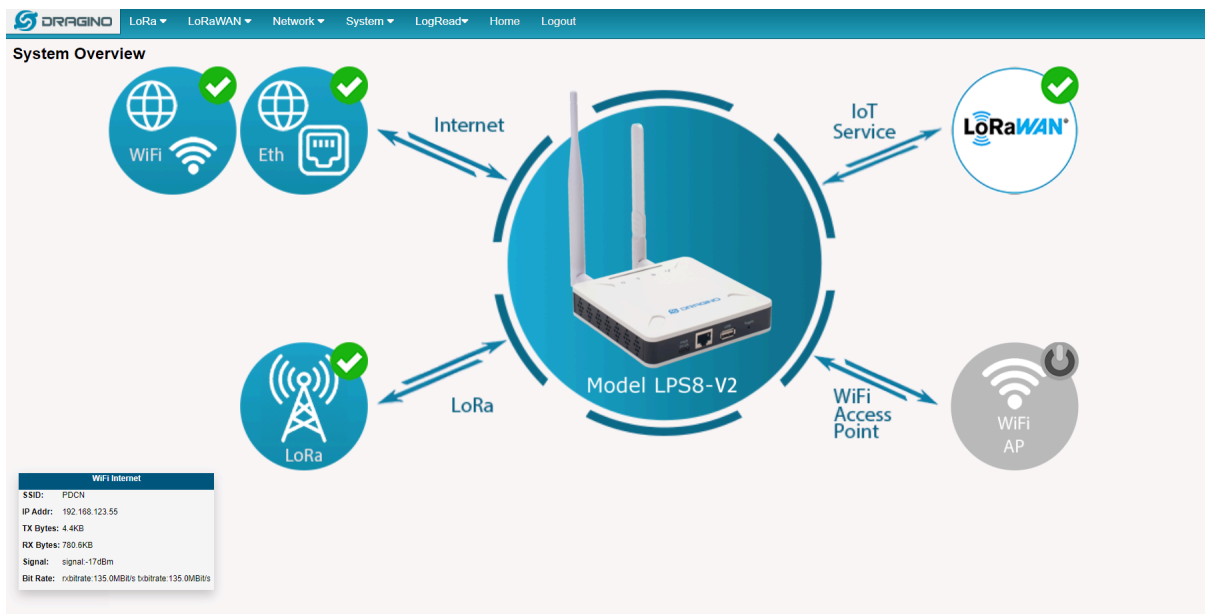 DRAGINO LoRa LoRaWAN Network System LogRead Home Logout
System Overview
WiFi
Eth
Internet
IoT
Service
LoRaWAN
DRAGINO
Model LPS8-V2
LoRa
LoRa
WiFi
Access
Point
WiFi
AP
WiFi Internet
SSID: PDCN
IP Addr: 192.168.123.55
TX Bytes: 4.4KB
RX Bytes: 780.6KB
Signal: signal:-17dBm
Bit Rate: rxbitrate:135.0MBit/s txbitrate:135.0MBit/s